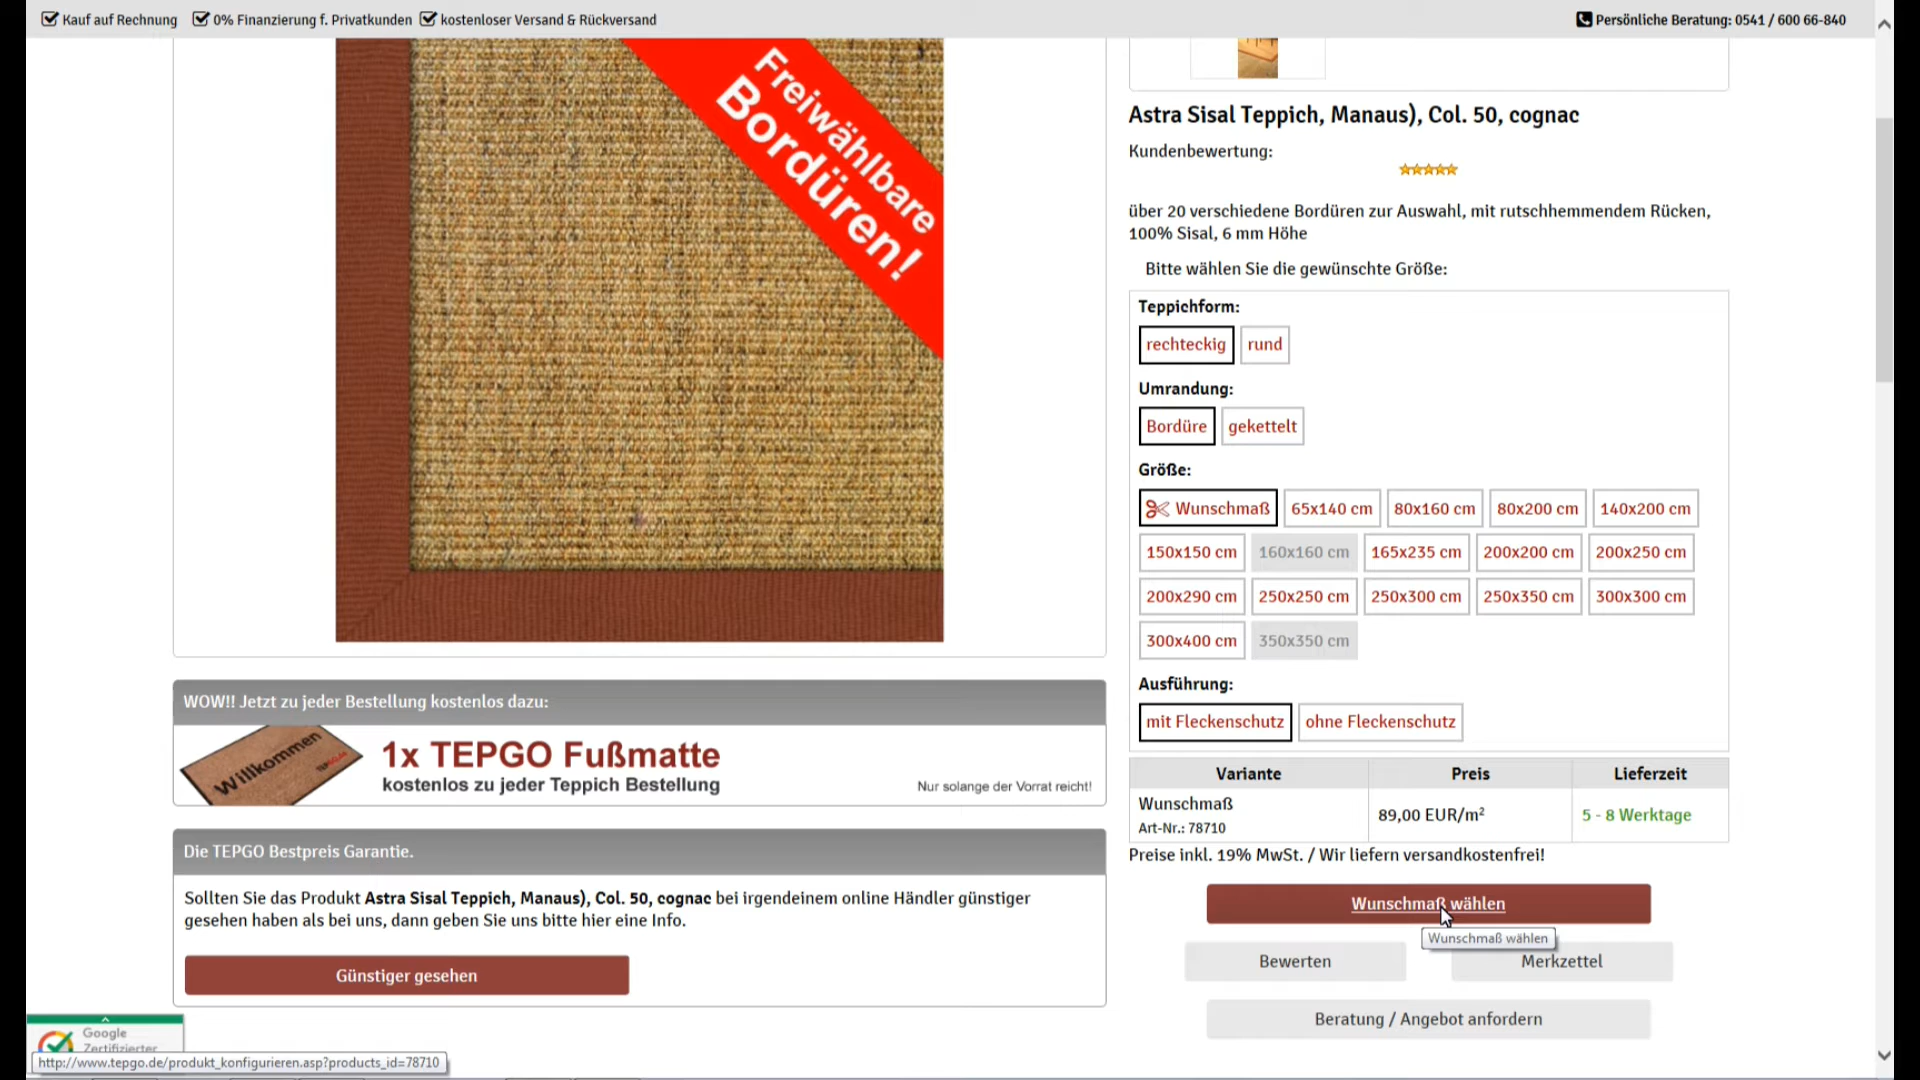 Kauf auf Rechnung 0% Finanzierung f. Privatkunden kostenloser Versand & Rückversand
Persönliche Beratung: 0541 / 600 66-840
Freiwählbare
Bordüren!
Astra Sisal Teppich, Manaus), Col. 50, cognac
Kundenbewertung:
über 20 verschiedene Bordüren zur Auswahl, mit rutschhemmendem Rücken,
100% Sisal, 6 mm Höhe
Bitte wählen Sie die gewünschte Größe:
Teppichform:
rechteckig rund
Umrandung:
Bordüre gekettelt
Größe:
Wunschmaß 65x140 cm 80x160 cm 80x200 cm 140x200 cm
150x150 cm 160x160 cm 165x235 cm 200x200 cm 200x250 cm
200x290 cm 250x250 cm 250x300 cm 250x350 cm 300x300 cm
300x400 cm 350x350 cm
Ausführung:
mit Fleckenschutz ohne Fleckenschutz
Variante Preis Lieferzeit
Wunschmaß
Art-Nr.: 78710
89,00 EUR/m²
5 - 8 Werktage
Preise inkl. 19% MwSt. / Wir liefern versandkostenfrei!
Wunschmaß wählen
Wunschmaß wählen
Bewerten Merkzettel
Beratung / Angebot anfordern
WOW!! Jetzt zu jeder Bestellung kostenlos dazu:
Willkommen
1x TEPGO Fußmatte
kostenlos zu jeder Teppich Bestellung
Nur solange der Vorrat reicht!
Die TEPGO Bestpreis Garantie.
Sollten Sie das Produkt Astra Sisal Teppich, Manaus), Col. 50, cognac bei irgendeinem online Händler günstiger
gesehen haben als bei uns, dann geben Sie uns bitte hier eine Info.
Günstiger gesehen
Google
Zertifizierter
http://www.tepgo.de/produkt_konfigurieren.asp?products_id=78710